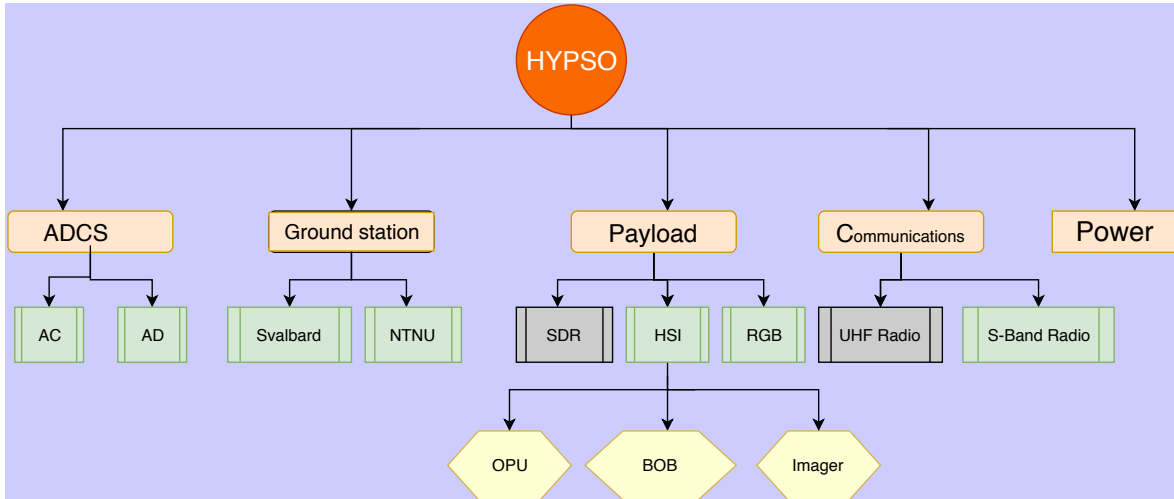 HYPSO
ADCS
Ground station
Payload
Communications
Power
AC
AD
Svalbard
NTNU
SDR
HSI
RGB
UHF Radio
S-Band Radio
OPU
BOB
Imager